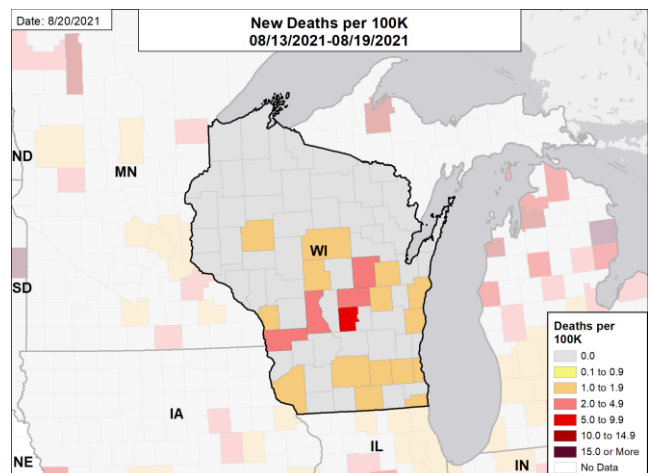 Date: 8/20/2021
New Deaths per 100K
08/13/2021-08/19/2021
ND
MN
WI
SD
IA
NE
IL
IN
Deaths per
100K
0.0
0.1 to 0.9
1.0 to 1.9
2.0 to 4.9
5.0 to 9.9
10.0 to 14.9
15.0 or More
No Data